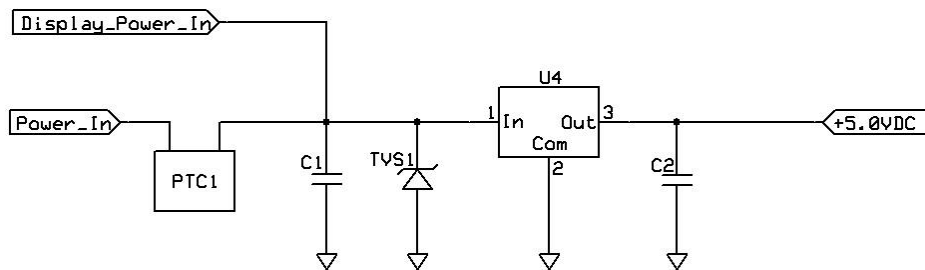 Display_Power_In
U4
Power_In
1
In
Out
3
+5.0VDC
Com
C1
TVS1
2
C2
PTC1